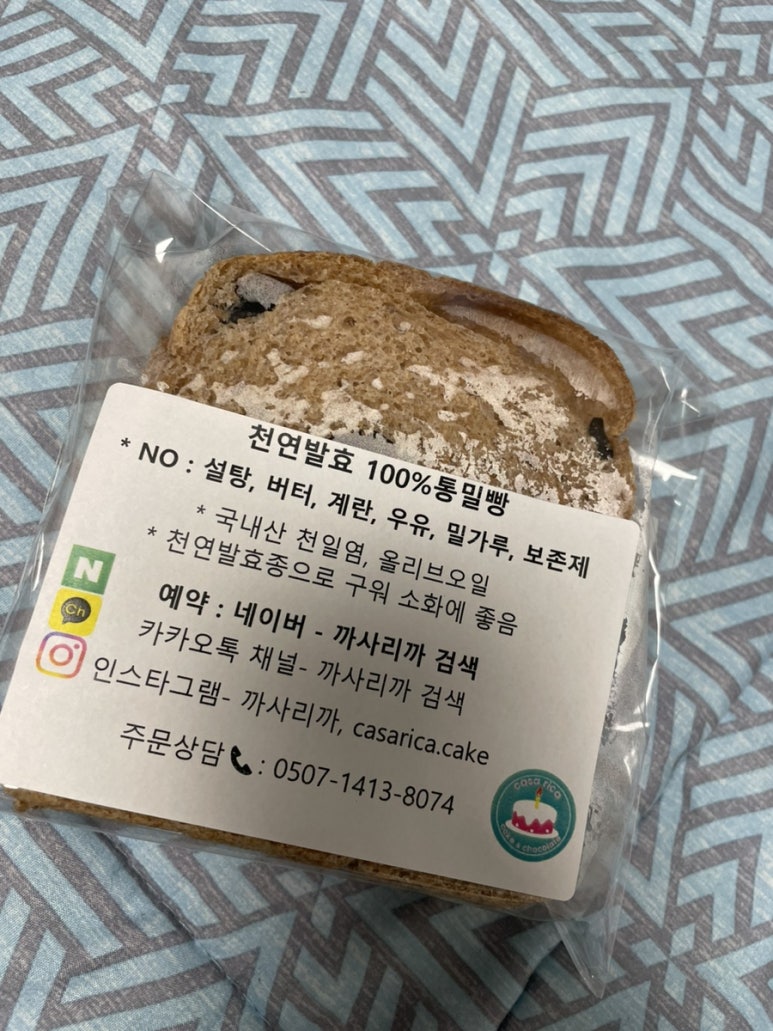 천연발효 100%통밀빵
* NO : 설탕, 버터, 계란, 우유, 밀가루, 보존제
* 국내산 천일염, 올리브오일
* 천연발효종으로 구워 소화에 좋음
예약 : 네이버 - 까사리까 검색
카카오톡 채널- 까사리까 검색
인스타그램- 까사리까, casarica.cake
주문상담 : 0507-1413-8074
N
Ch
casa rica
cake & chocolate